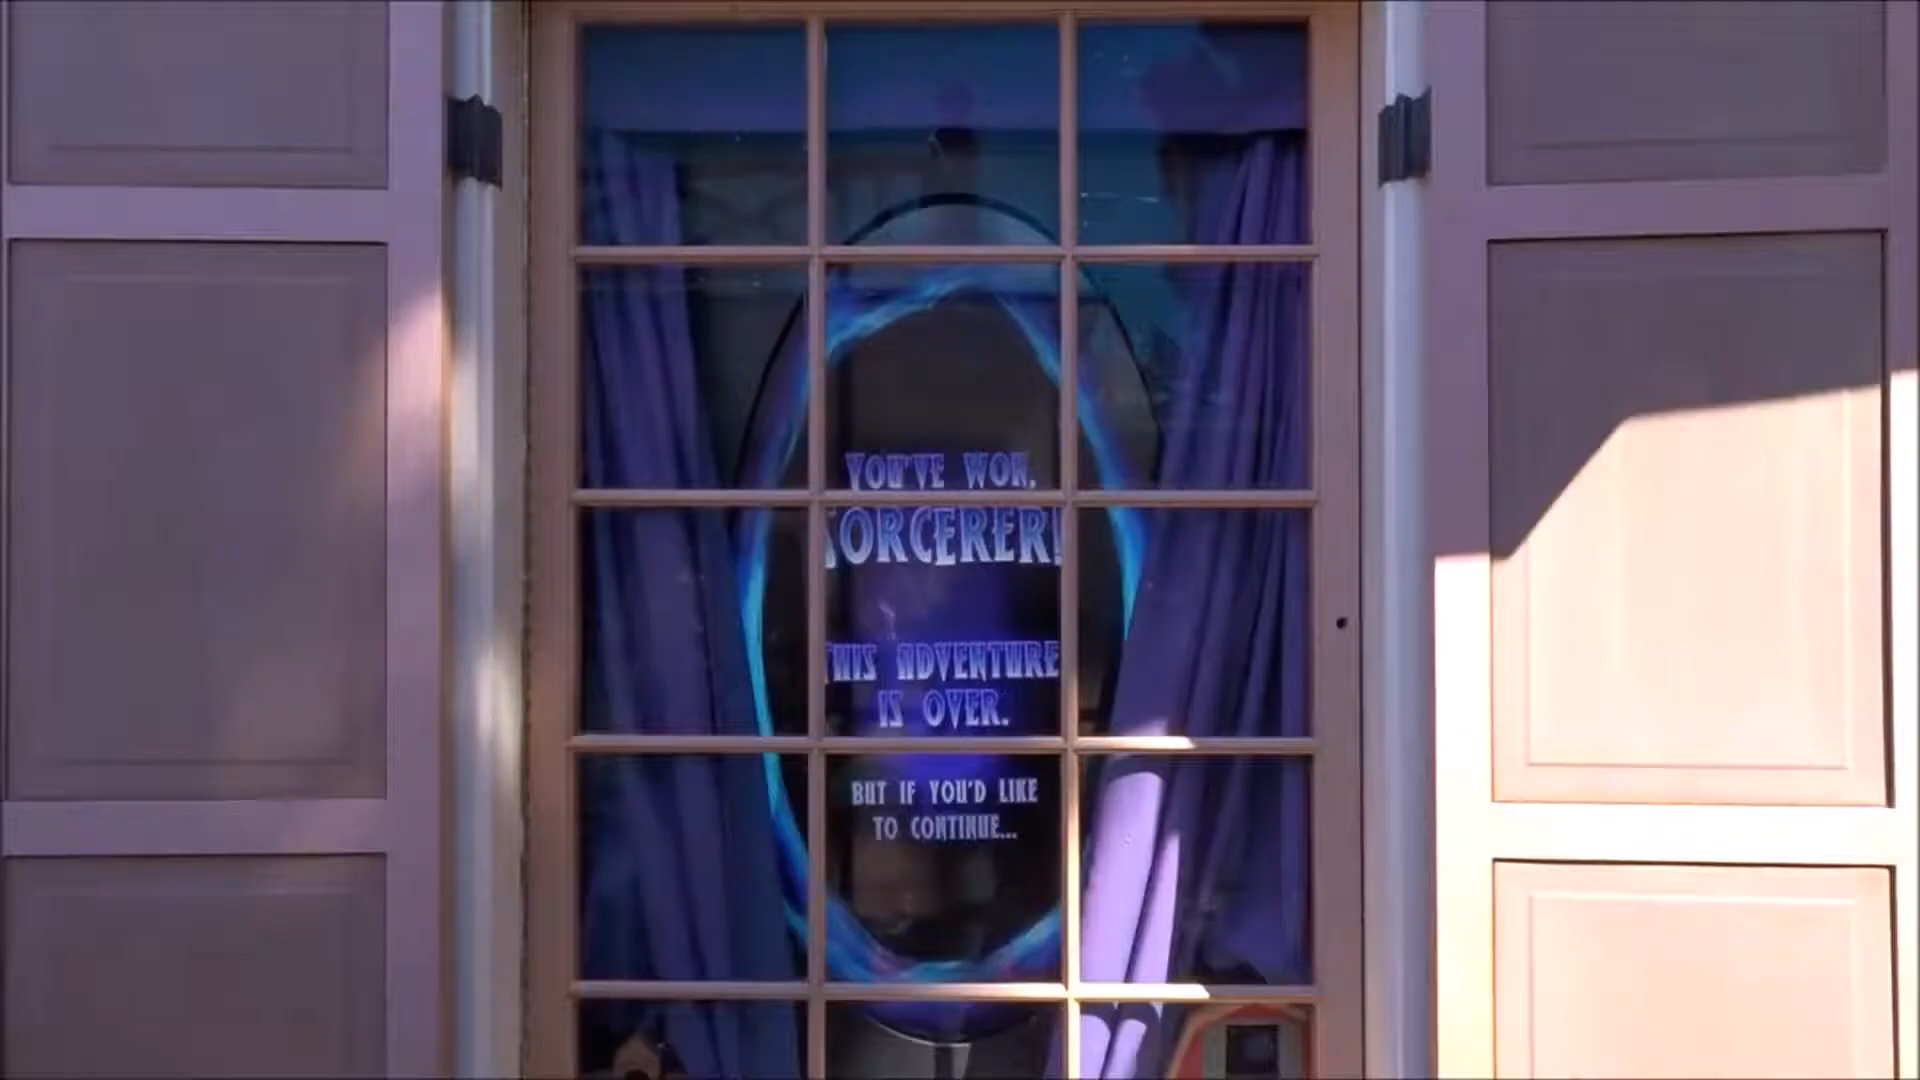 YOU'VE WON,
SORCERER!
THIS ADVENTURE
IS OVER.
BUT IF YOU'D LIKE
TO CONTINUE...